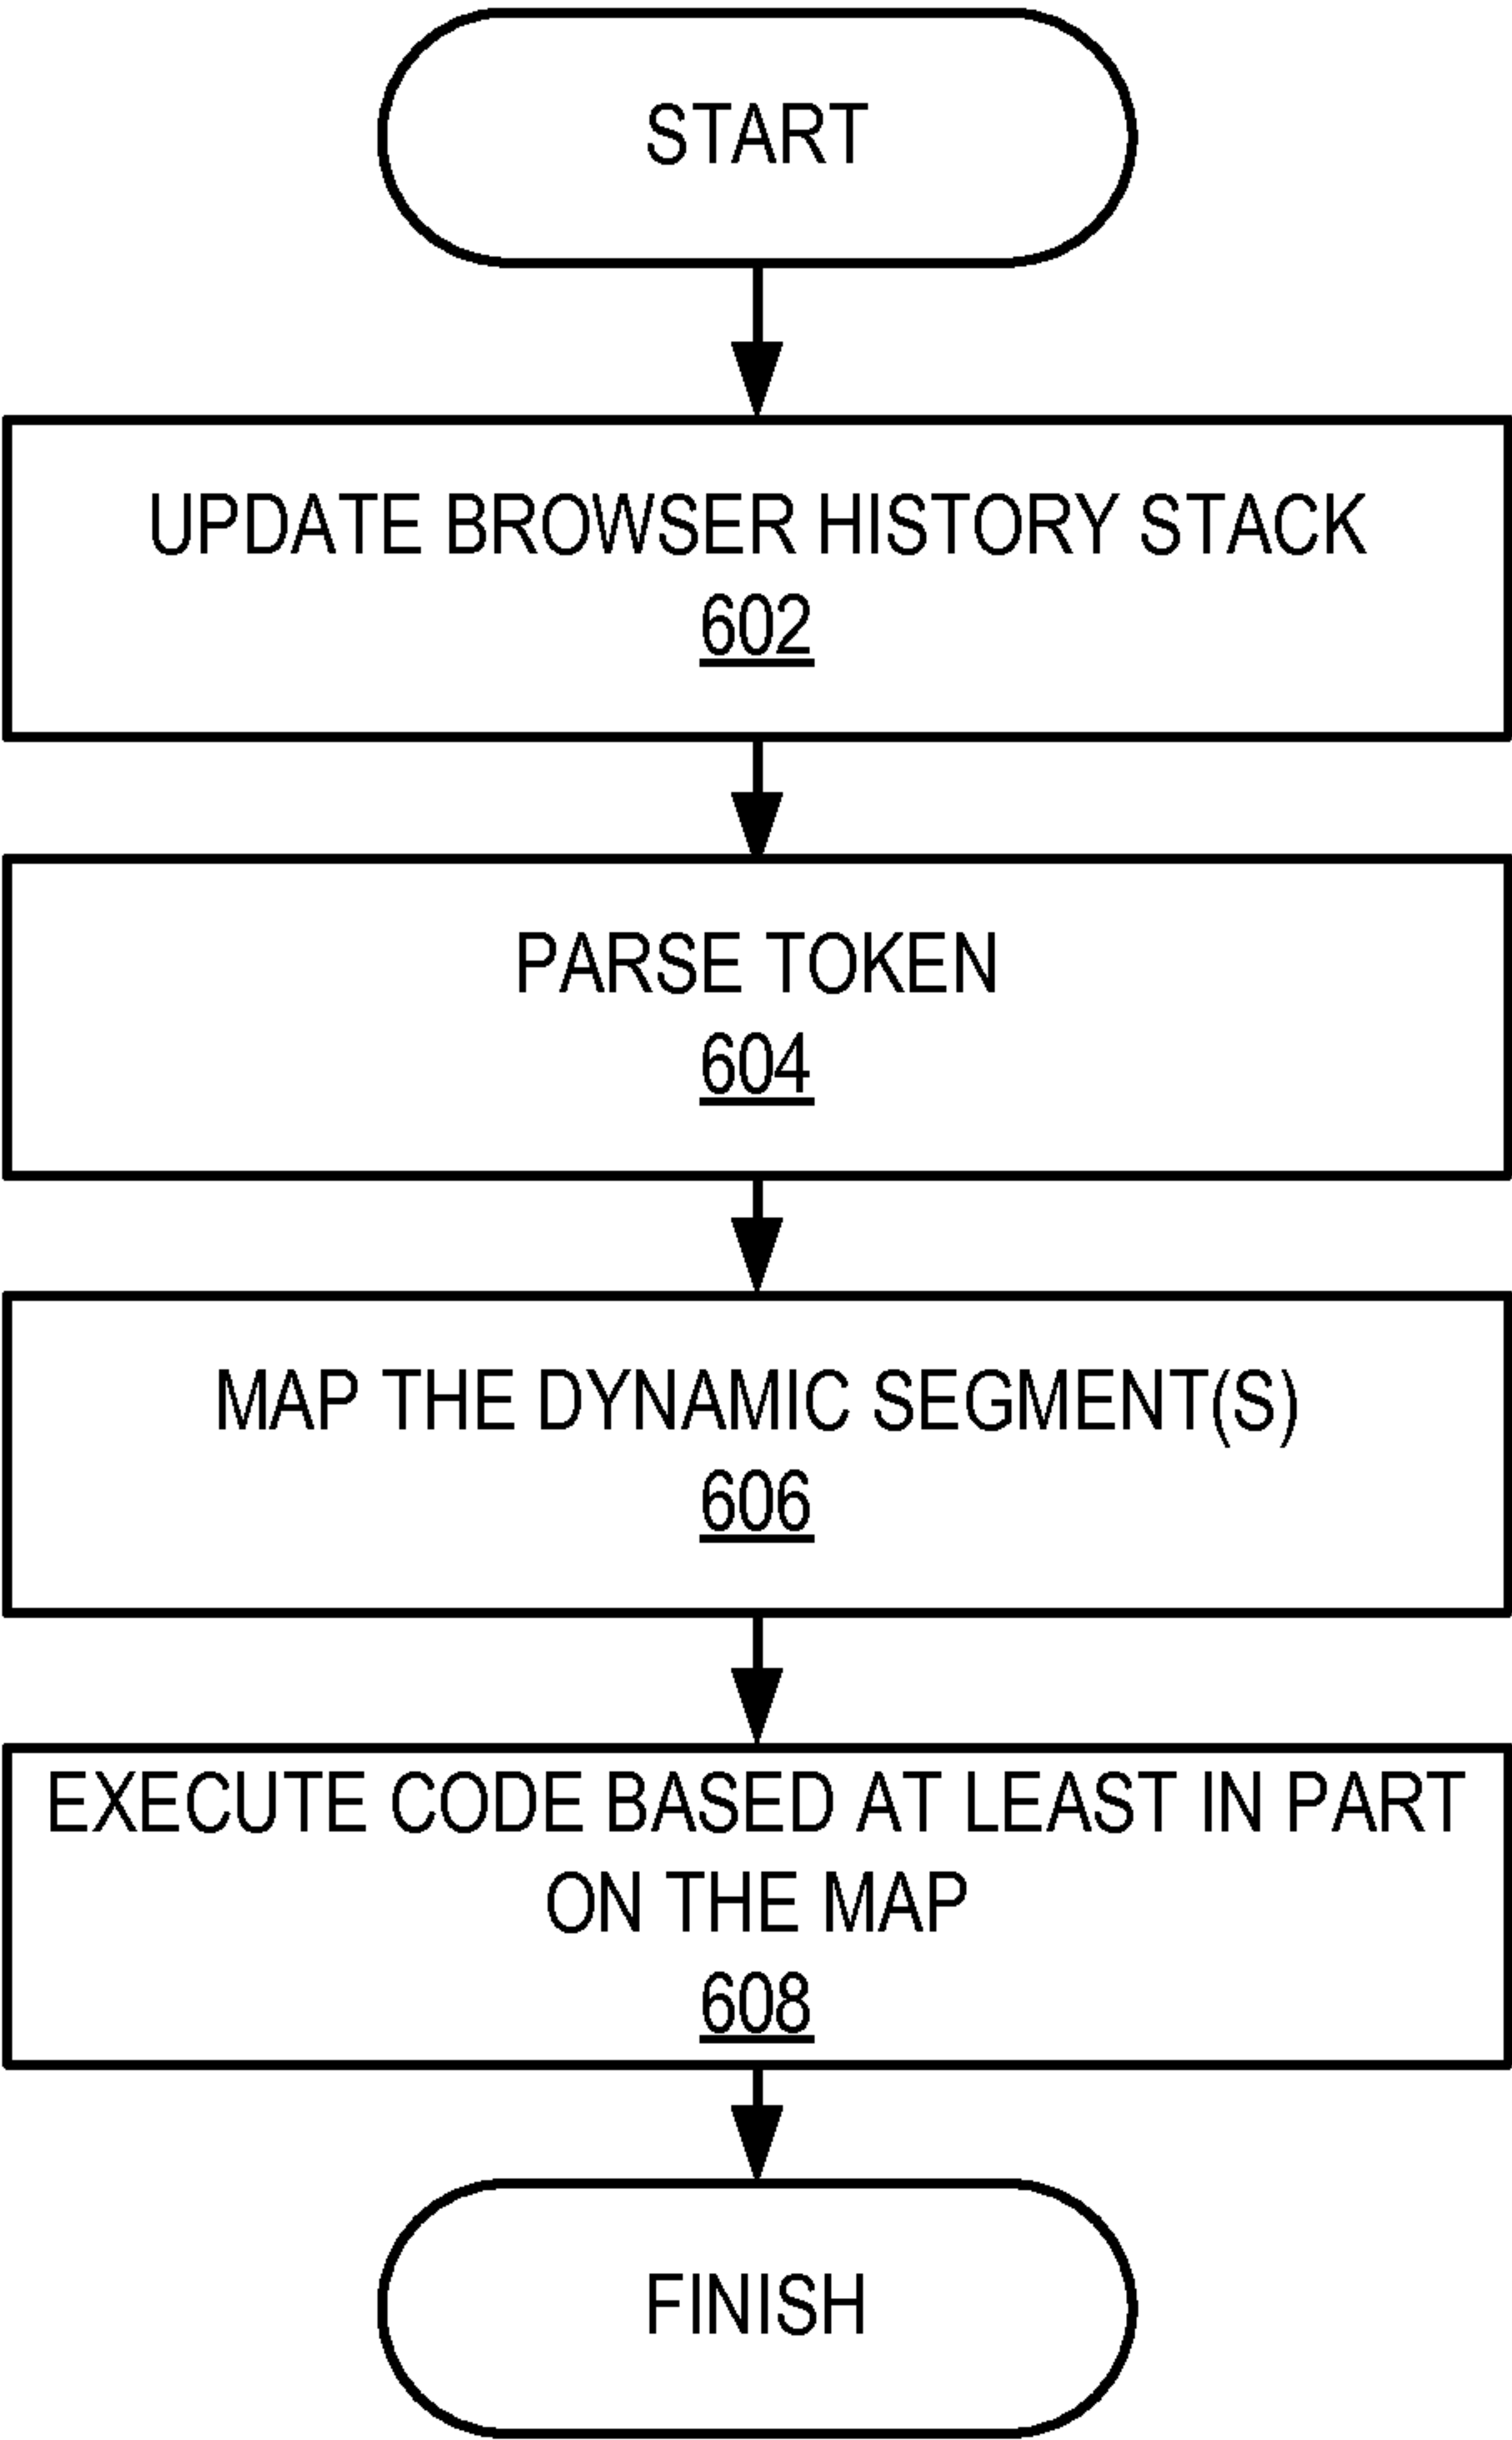 START
UPDATE BROWSER HISTORY STACK
602
PARSE TOKEN
604
MAP THE DYNAMIC SEGMENT(S)
606
EXECUTE CODE BASED AT LEAST IN PART
ON THE MAP
608
FINISH